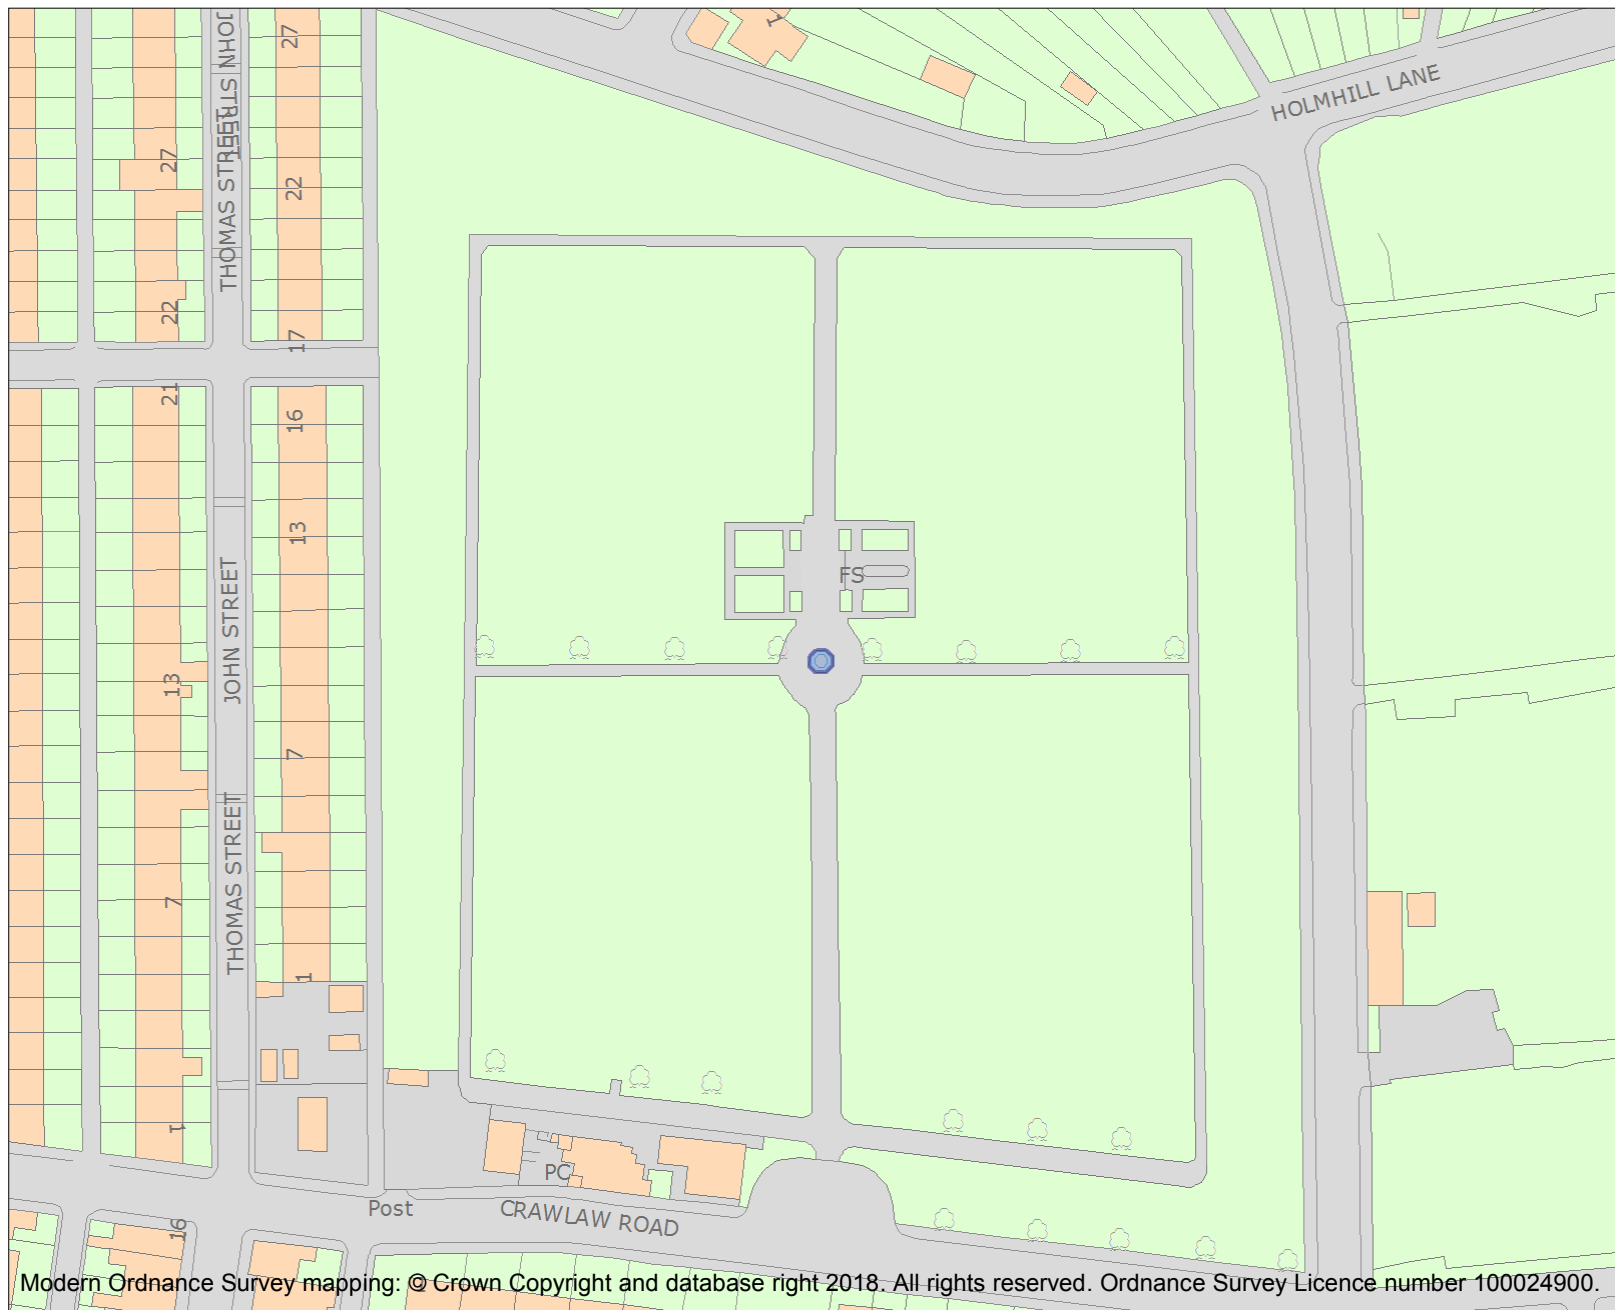 1
27
JOHN STREET
HOLMHILL LANE
27
22
THOMAS STREET
22
17
21
16
13
FS
JOHN STREET
13
7
THOMAS STREET
7
1
1
PC
Post
CRAWLAW ROAD
16
Modern Ordnance Survey mapping: © Crown Copyright and database right 2018. All rights reserved. Ordnance Survey Licence number 100024900.